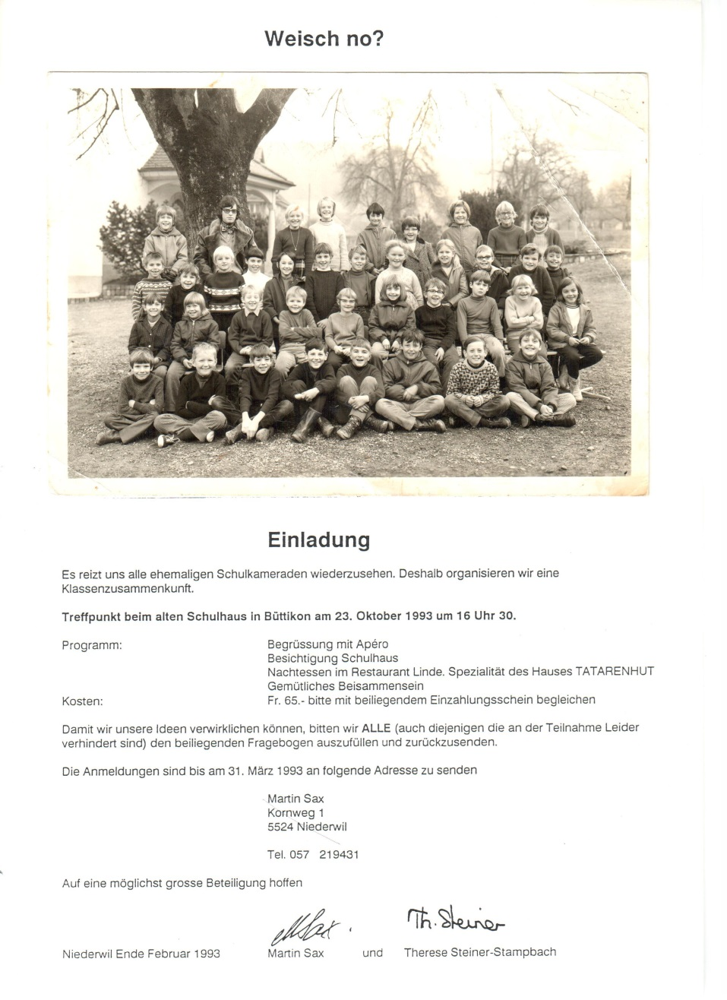 Weisch no?
Einladung
Es reizt uns alle ehemaligen Schulkameraden wiederzusehen. Deshalb organisieren wir eine
Klassenzusammenkunft.
Treffpunkt beim alten Schulhaus in Büttikon am 23. Oktober 1993 um 16 Uhr 30.
Programm: Begrüssung mit Apéro
Besichtigung Schulhaus
Nachtessen im Restaurant Linde. Spezialität des Hauses TATARENHUT
Gemütliches Beisammensein
Kosten: Fr. 65.- bitte mit beiliegendem Einzahlungsschein begleichen
Damit wir unsere Ideen verwirklichen können, bitten wir ALLE (auch diejenigen die an der Teilnahme Leider
verhindert sind) den beiliegenden Fragebogen auszufüllen und zurückzusenden.
Die Anmeldungen sind bis am 31. März 1993 an folgende Adresse zu senden
Martin Sax
Kornweg 1
5524 Niederwil
Tel. 057 219431
Auf eine möglichst grosse Beteiligung hoffen
M Sax. Th. Steiner
Niederwil Ende Februar 1993 Martin Sax und Therese Steiner-Stampbach